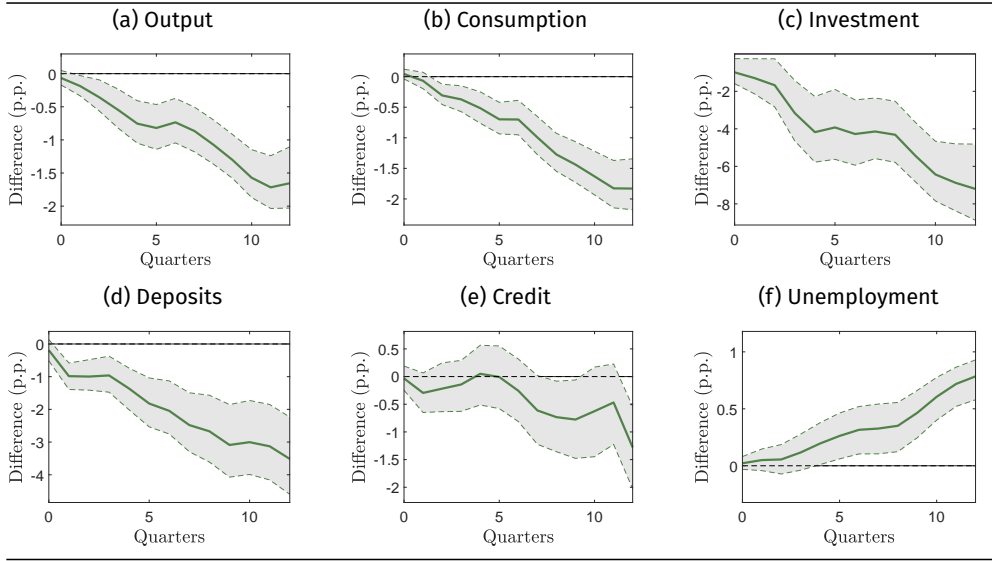 (a) Output
Difference (p.p.)
0
-0.5
-1
-1.5
-2
0
5
10
Quarters
(b) Consumption
Difference (p.p.)
0
-0.5
-1
-1.5
-2
0
5
10
Quarters
(c) Investment
Difference (p.p.)
-2
-4
-6
-8
0
5
10
Quarters
(d) Deposits
Difference (p.p.)
0
-1
-2
-3
-4
0
5
10
Quarters
(e) Credit
Difference (p.p.)
0.5
0
-0.5
-1
-1.5
-2
0
5
10
Quarters
(f) Unemployment
Difference (p.p.)
1
0.5
0
0
5
10
Quarters